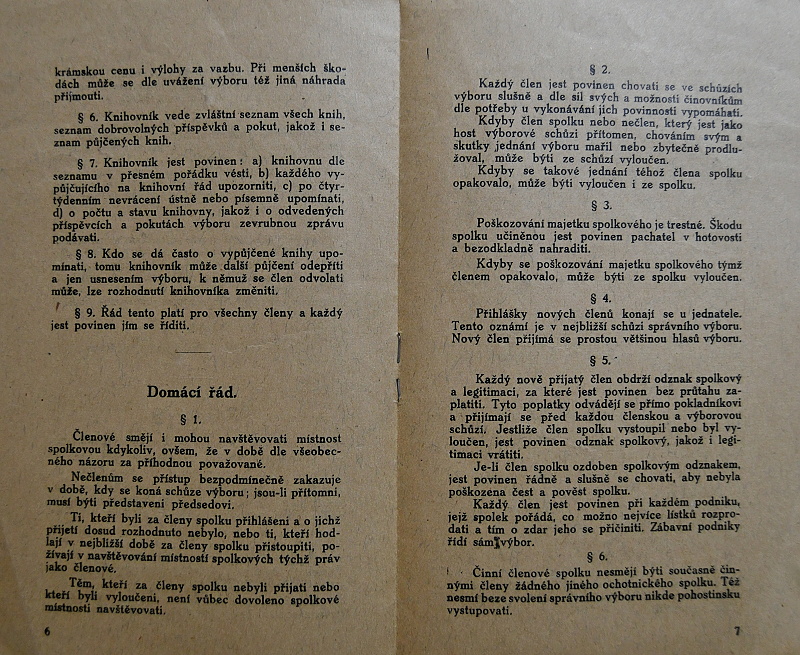 krámskou cenu i výlohy za vazbu. Při menších ško-
dách může se dle uvážení výboru též jiná náhrada
přijmouti.
§ 6. Knihovník vede zvláštní seznam všech knih,
seznam dobrovolných příspěvků a pokut, jakož i se-
znam půjčených knih.
§ 7. Knihovník jest povinen: a) knihovnu dle
seznamu v přesném pořádku vésti, b) každého vy-
půjčujícího na knihovní řád upozorniti, c) po čtyr-
týdenním nevrácení ústně nebo písemně upomínati,
d) o počtu a stavu knihovny, jakož i o odvedených
příspěvcích a pokutách výboru zevrubnou zprávu
podávati.
§ 8. Kdo se dá často o vypůjčené knihy upo-
mínati, tomu knihovník může další půjčení odepříti
a jen usnesením výboru, k němuž se člen odvolati
může, lze rozhodnutí knihovníka změniti.
§ 9. Řád tento platí pro všechny členy a každý
jest povinen jím se říditi.
Domácí řád.
§ 1.
Členové smějí i mohou navštěvovati místnost
spolkovou kdykoliv, ovšem, že v době dle všeobec-
ného názoru za příhodnou považované.
Nečlenům se přístup bezpodmínečně zakazuje
v době, kdy se koná schůze výboru; jsou-li přítomni,
musí býti představeni předsedovi.
Ti, kteří byli za členy spolku přihlášeni a o jichž
přijetí dosud rozhodnuto nebylo, nebo ti, kteří hod-
lají v nejbližší době za členy spolku přistoupiti, po-
žívají v navštěvování místností spolkových týchž práv
jako členové.
Těm, kteří za členy spolku nebyli přijati nebo
kteří byli vyloučeni, není vůbec dovoleno spolkové
místnosti navštěvovati.
6
§ 2.
Každý člen jest povinen chovati se ve schůzích
výboru slušně a dle sil svých a možnosti činovníkům
dle potřeby u vykonávání jich povinnosti vypomáhati.
Kdyby člen spolku nebo nečlen, který jest jako
host výborové schůzi přítomen, chováním svým a
skutky jednání výboru mařil nebo zbytečně prodlu-
žoval, může býti ze schůzí vyloučen.
Kdyby se takové jednání téhož člena spolku
opakovalo, může býti vyloučen i ze spolku.
§ 3.
Poškozování majetku spolkového je trestné. Škodu
spolku učiněnou jest povinen pachatel v hotovosti
a bezodkladně nahraditi.
Kdyby se poškozování majetku spolkového týmž
členem opakovalo, může býti ze spolku vyloučen.
§ 4.
Přihlášky nových členů konají se u jednatele.
Tento oznámí je v nejbližší schůzi správního výboru.
Nový člen přijímá se prostou většinou hlasů výboru.
§ 5.
Každý nově přijatý člen obdrží odznak spolkový
a legitimaci, za které jest povinen bez průtahu za-
platiti. Tyto poplatky odvádějí se přímo pokladníkovi
a přijímají se před každou členskou a výborovou
schůzí. Jestliže člen spolku vystoupil nebo byl vy-
loučen, jest povinen odznak spolkový, jakož i legi-
timaci vrátiti.
Je-li člen spolku ozdoben spolkovým odznakem,
jest povinen řádně a slušně se chovati, aby nebyla
poškozena čest a pověst spolku.
Každý člen jest povinen při každém podniku,
jejž spolek pořádá, co možno nejvíce lístků rozpro-
dati a tím o zdar jeho se přičiniti. Zábavní podniky
řídí sám výbor.
§ 6.
Činní členové spolku nesmějí býti současně čin-
nými členy žádného jiného ochotnického spolku. Též
nesmí beze svolení správního výboru nikde pohostinsku
vystupovati.
7